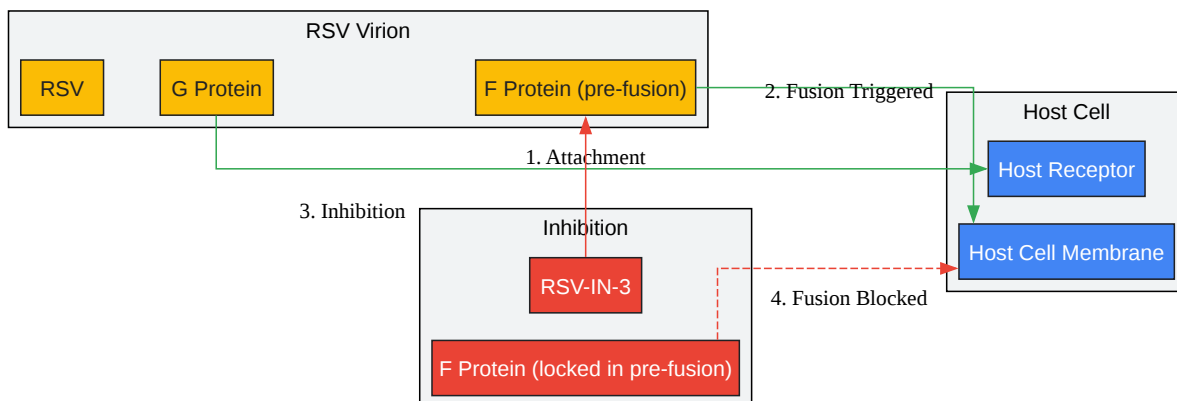 RSV Virion
RSV
G Protein
F Protein (pre-fusion)
2. Fusion Triggered
Host Cell
1. Attachment
Host Receptor
3. Inhibition
Inhibition
Host Cell Membrane
RSV-IN-3
4. Fusion Blocked
F Protein (locked in pre-fusion)